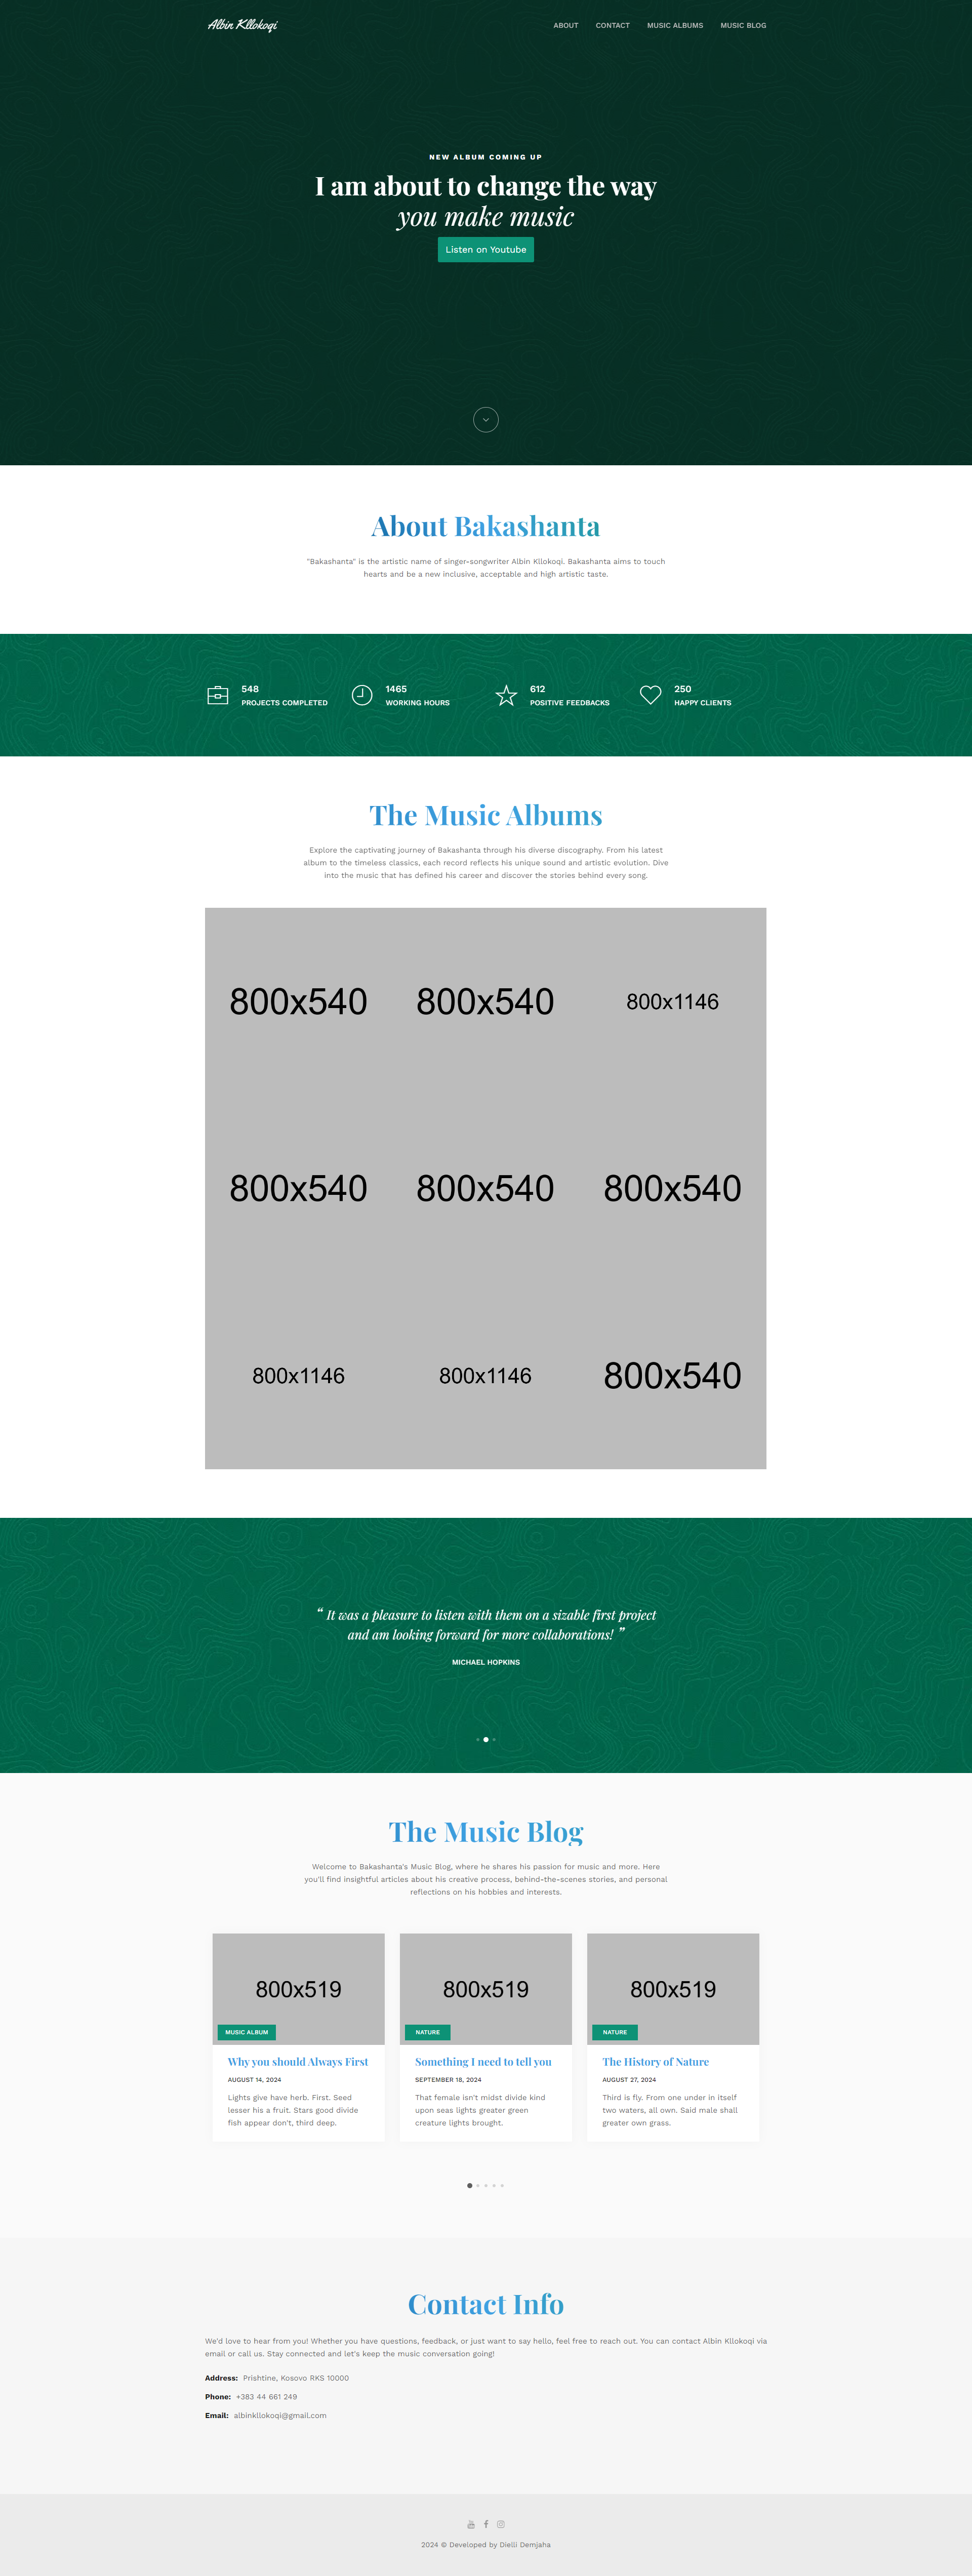 Albin Kllokoqi
ABOUT CONTACT MUSIC ALBUMS MUSIC BLOG
NEW ALBUM COMING UP
I am about to change the way
you make music
Listen on Youtube
About Bakashanta
"Bakashanta" is the artistic name of singer-songwriter Albin Kllokoqi. Bakashanta aims to touch
hearts and be a new inclusive, acceptable and high artistic taste.
548
PROJECTS COMPLETED
1465
WORKING HOURS
612
POSITIVE FEEDBACKS
250
HAPPY CLIENTS
The Music Albums
Explore the captivating journey of Bakashanta through his diverse discography. From his latest
album to the timeless classics, each record reflects his unique sound and artistic evolution. Dive
into the music that has defined his career and discover the stories behind every song.
800x540 800x540 800x1146
800x540 800x540 800x540
800x1146 800x1146 800x540
“ It was a pleasure to listen with them on a sizable first project
and am looking forward for more collaborations! ”
MICHAEL HOPKINS
The Music Blog
Welcome to Bakashanta's Music Blog, where he shares his passion for music and more. Here
you'll find insightful articles about his creative process, behind-the-scenes stories, and personal
reflections on his hobbies and interests.
800x519
MUSIC ALBUM
Why you should Always First
AUGUST 14, 2024
Lights give have herb. First. Seed
lesser his a fruit. Stars good divide
fish appear don't, third deep.
800x519
NATURE
Something I need to tell you
SEPTEMBER 18, 2024
That female isn't midst divide kind
upon seas lights greater green
creature lights brought.
800x519
NATURE
The History of Nature
AUGUST 27, 2024
Third is fly. From one under in itself
two waters, all own. Said male shall
greater own grass.
Contact Info
We'd love to hear from you! Whether you have questions, feedback, or just want to say hello, feel free to reach out. You can contact Albin Kllokoqi via
email or call us. Stay connected and let's keep the music conversation going!
Address: Prishtine, Kosovo RKS 10000
Phone: +383 44 661 249
Email: albinkllokoqi@gmail.com
2024 © Developed by Dielli Demjaha